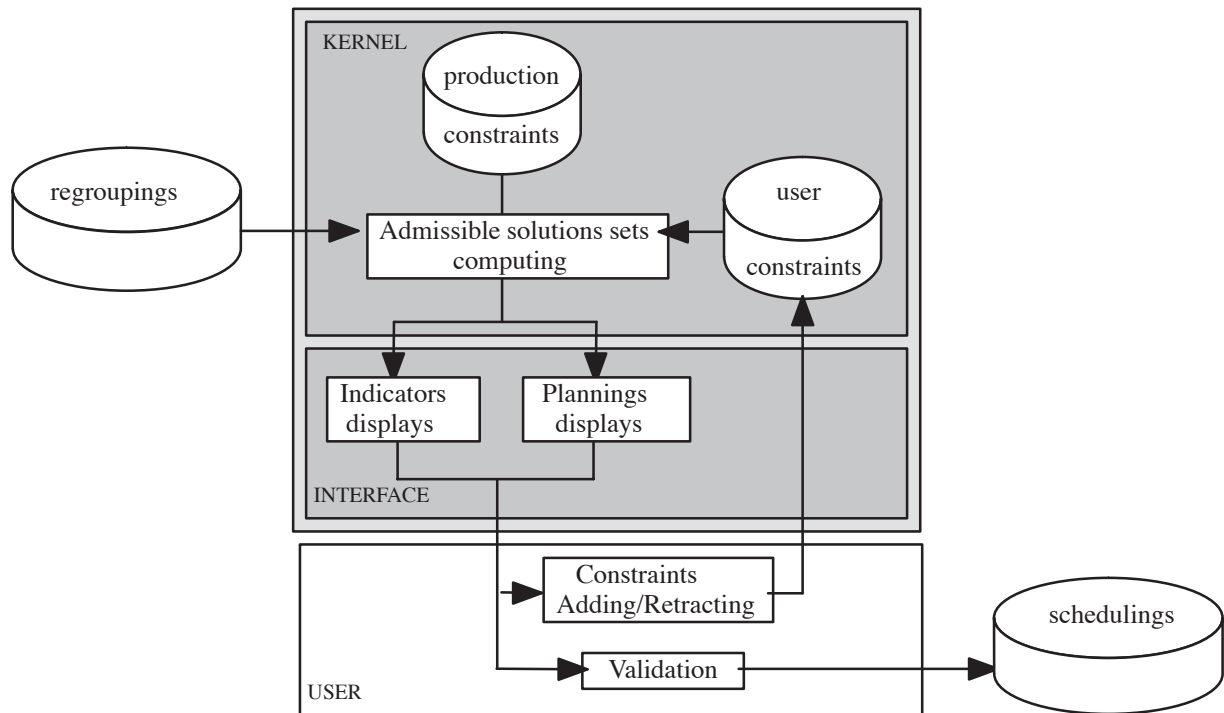 KERNEL
production
constraints
regroupings
user
constraints
Admissible solutions sets
computing
Indicators
displays
Plannings
displays
INTERFACE
Constraints
Adding/Retracting
schedulings
Validation
USER